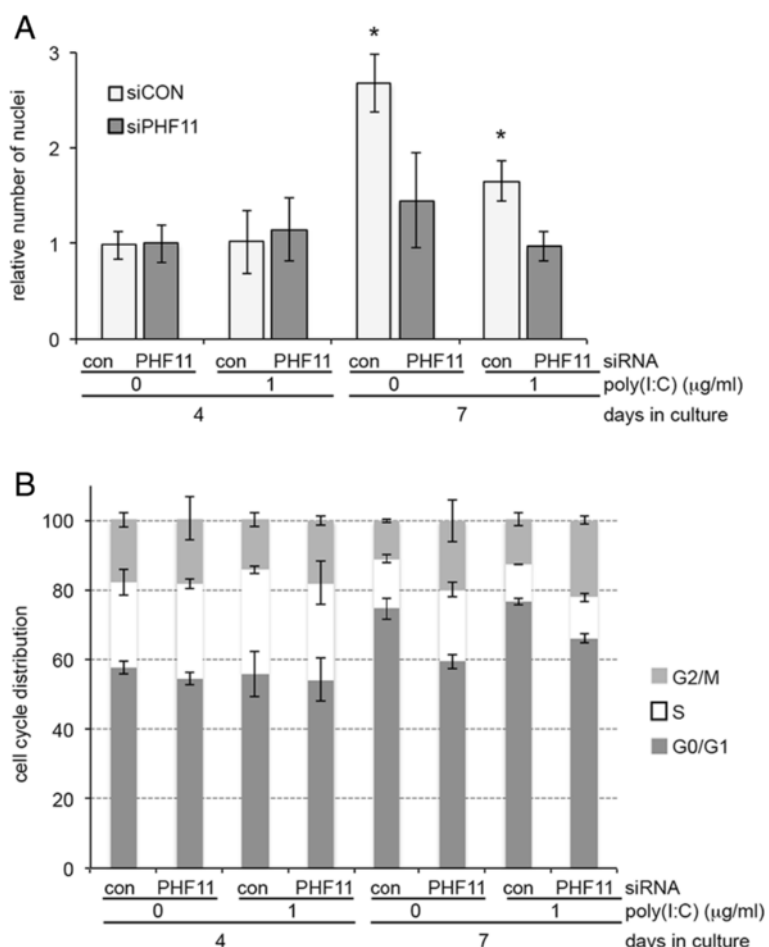 A
3
2
1
0
relative number of nuclei
siCON
siPHF11
*
*
con PHF11 con PHF11 con PHF11 con PHF11 siRNA
0 1 0 1 poly(I:C) (μg/ml)
4 7 days in culture
B
100
80
60
40
20
0
cell cycle distribution
G2/M
S
G0/G1
con PHF11 con PHF11 con PHF11 con PHF11 siRNA
0 1 0 1 poly(I:C) (μg/ml)
4 7 days in culture